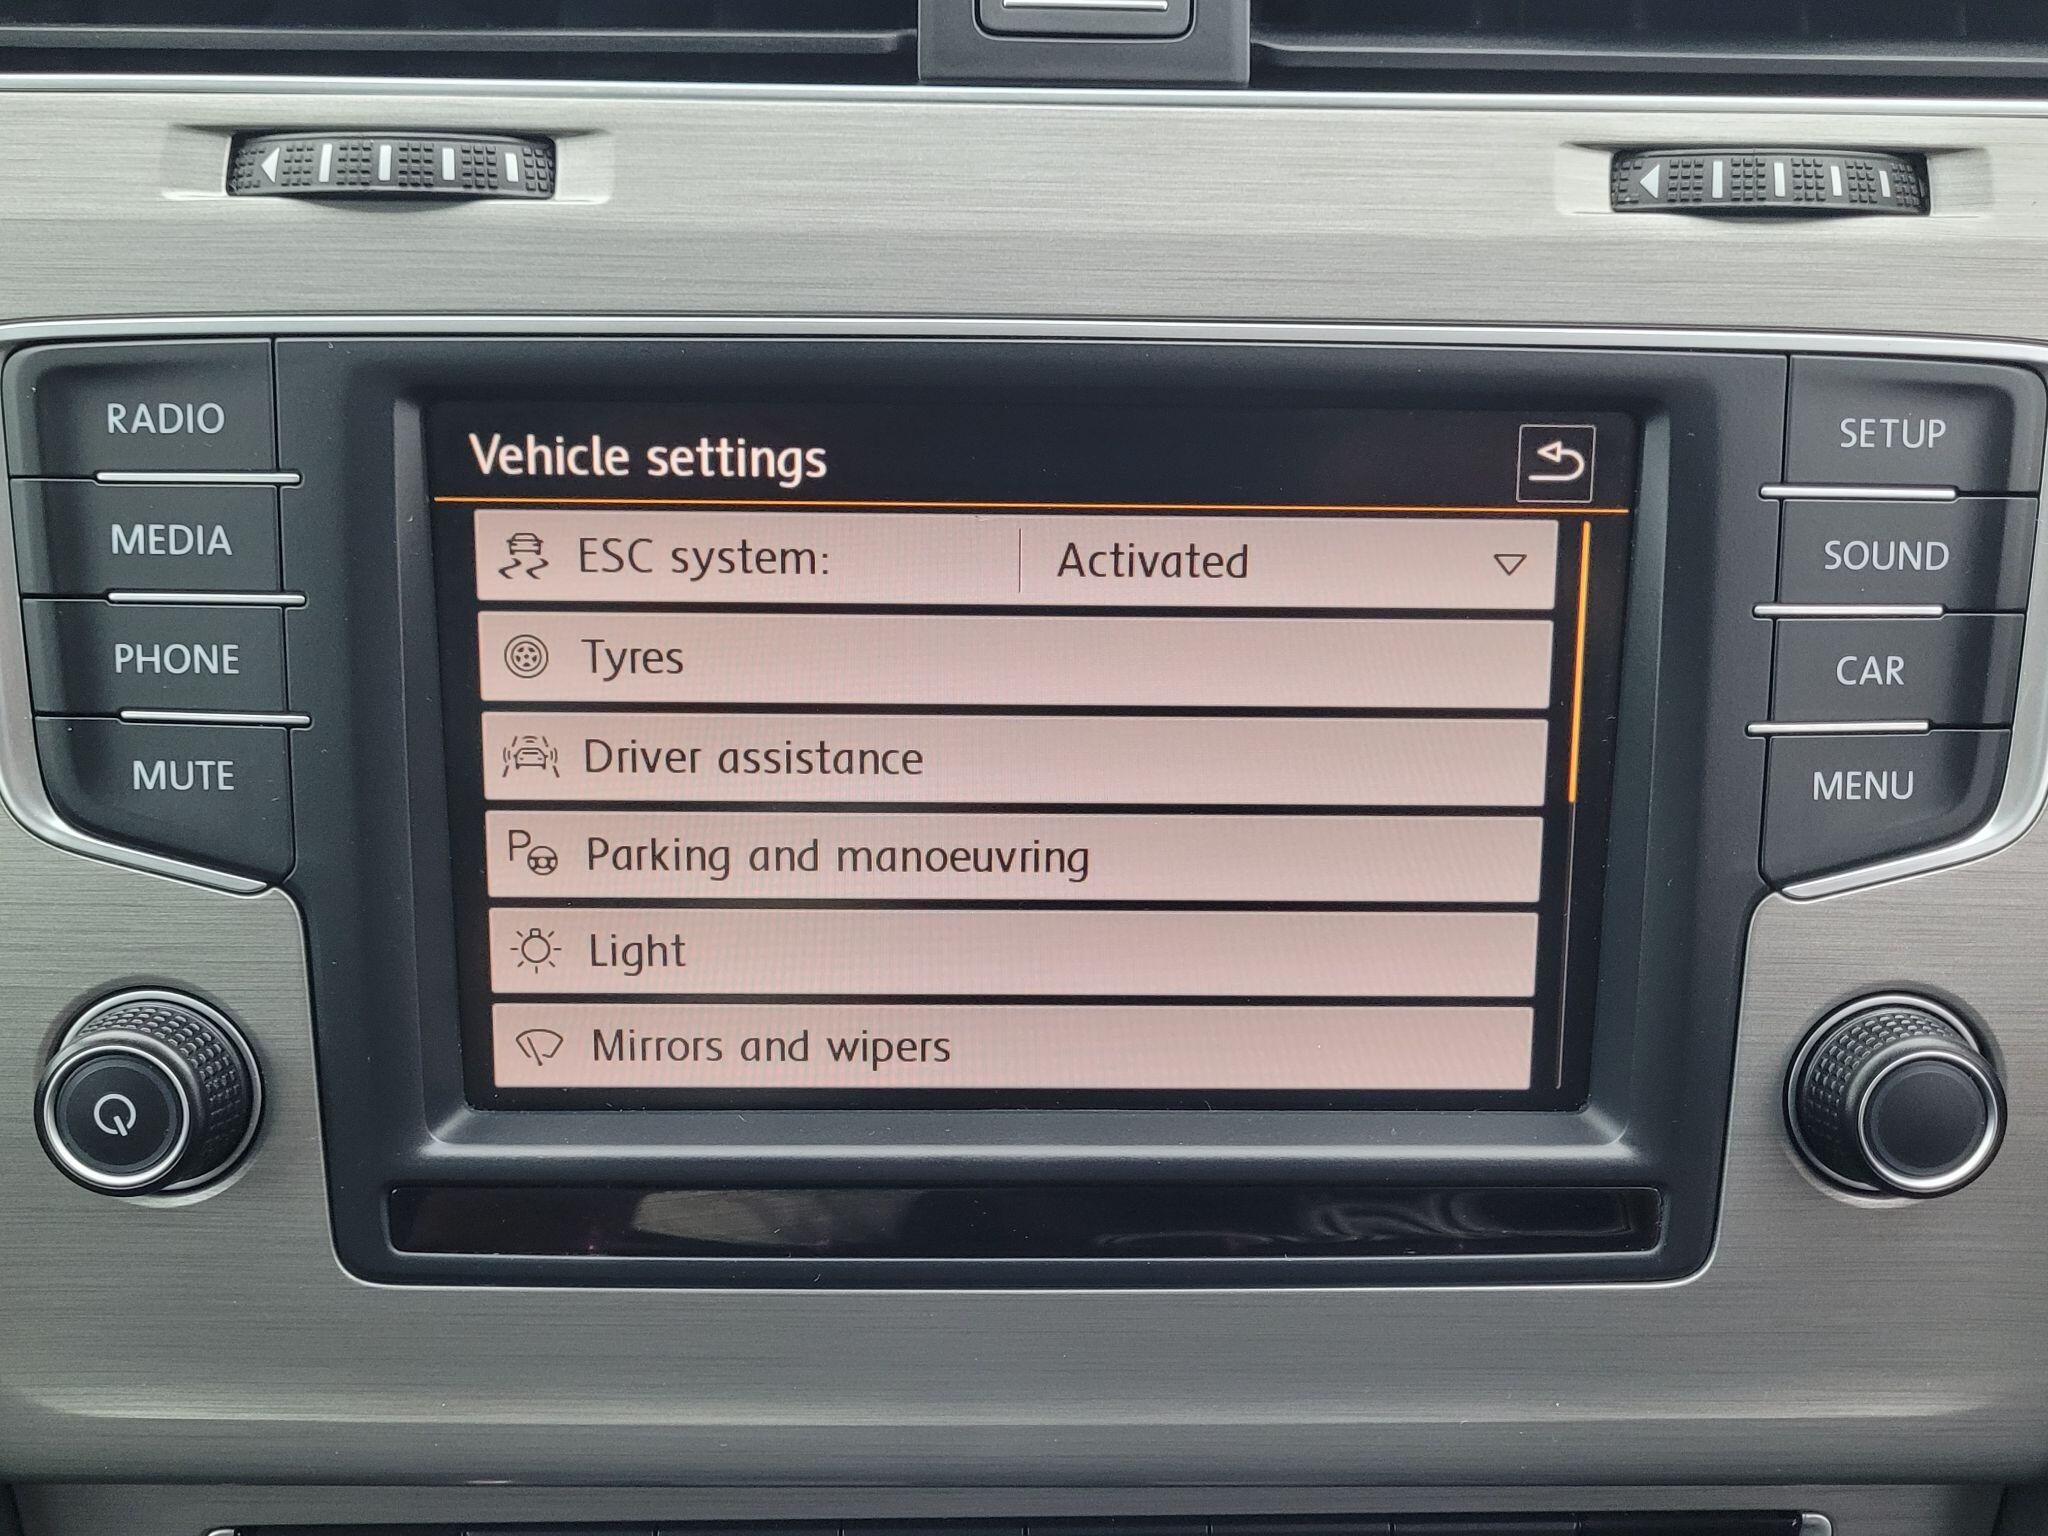 RADIO
MEDIA
PHONE
MUTE
Vehicle settings
ESC system: Activated
Tyres
Driver assistance
Parking and manoeuvring
Light
Mirrors and wipers
SETUP
SOUND
CAR
MENU